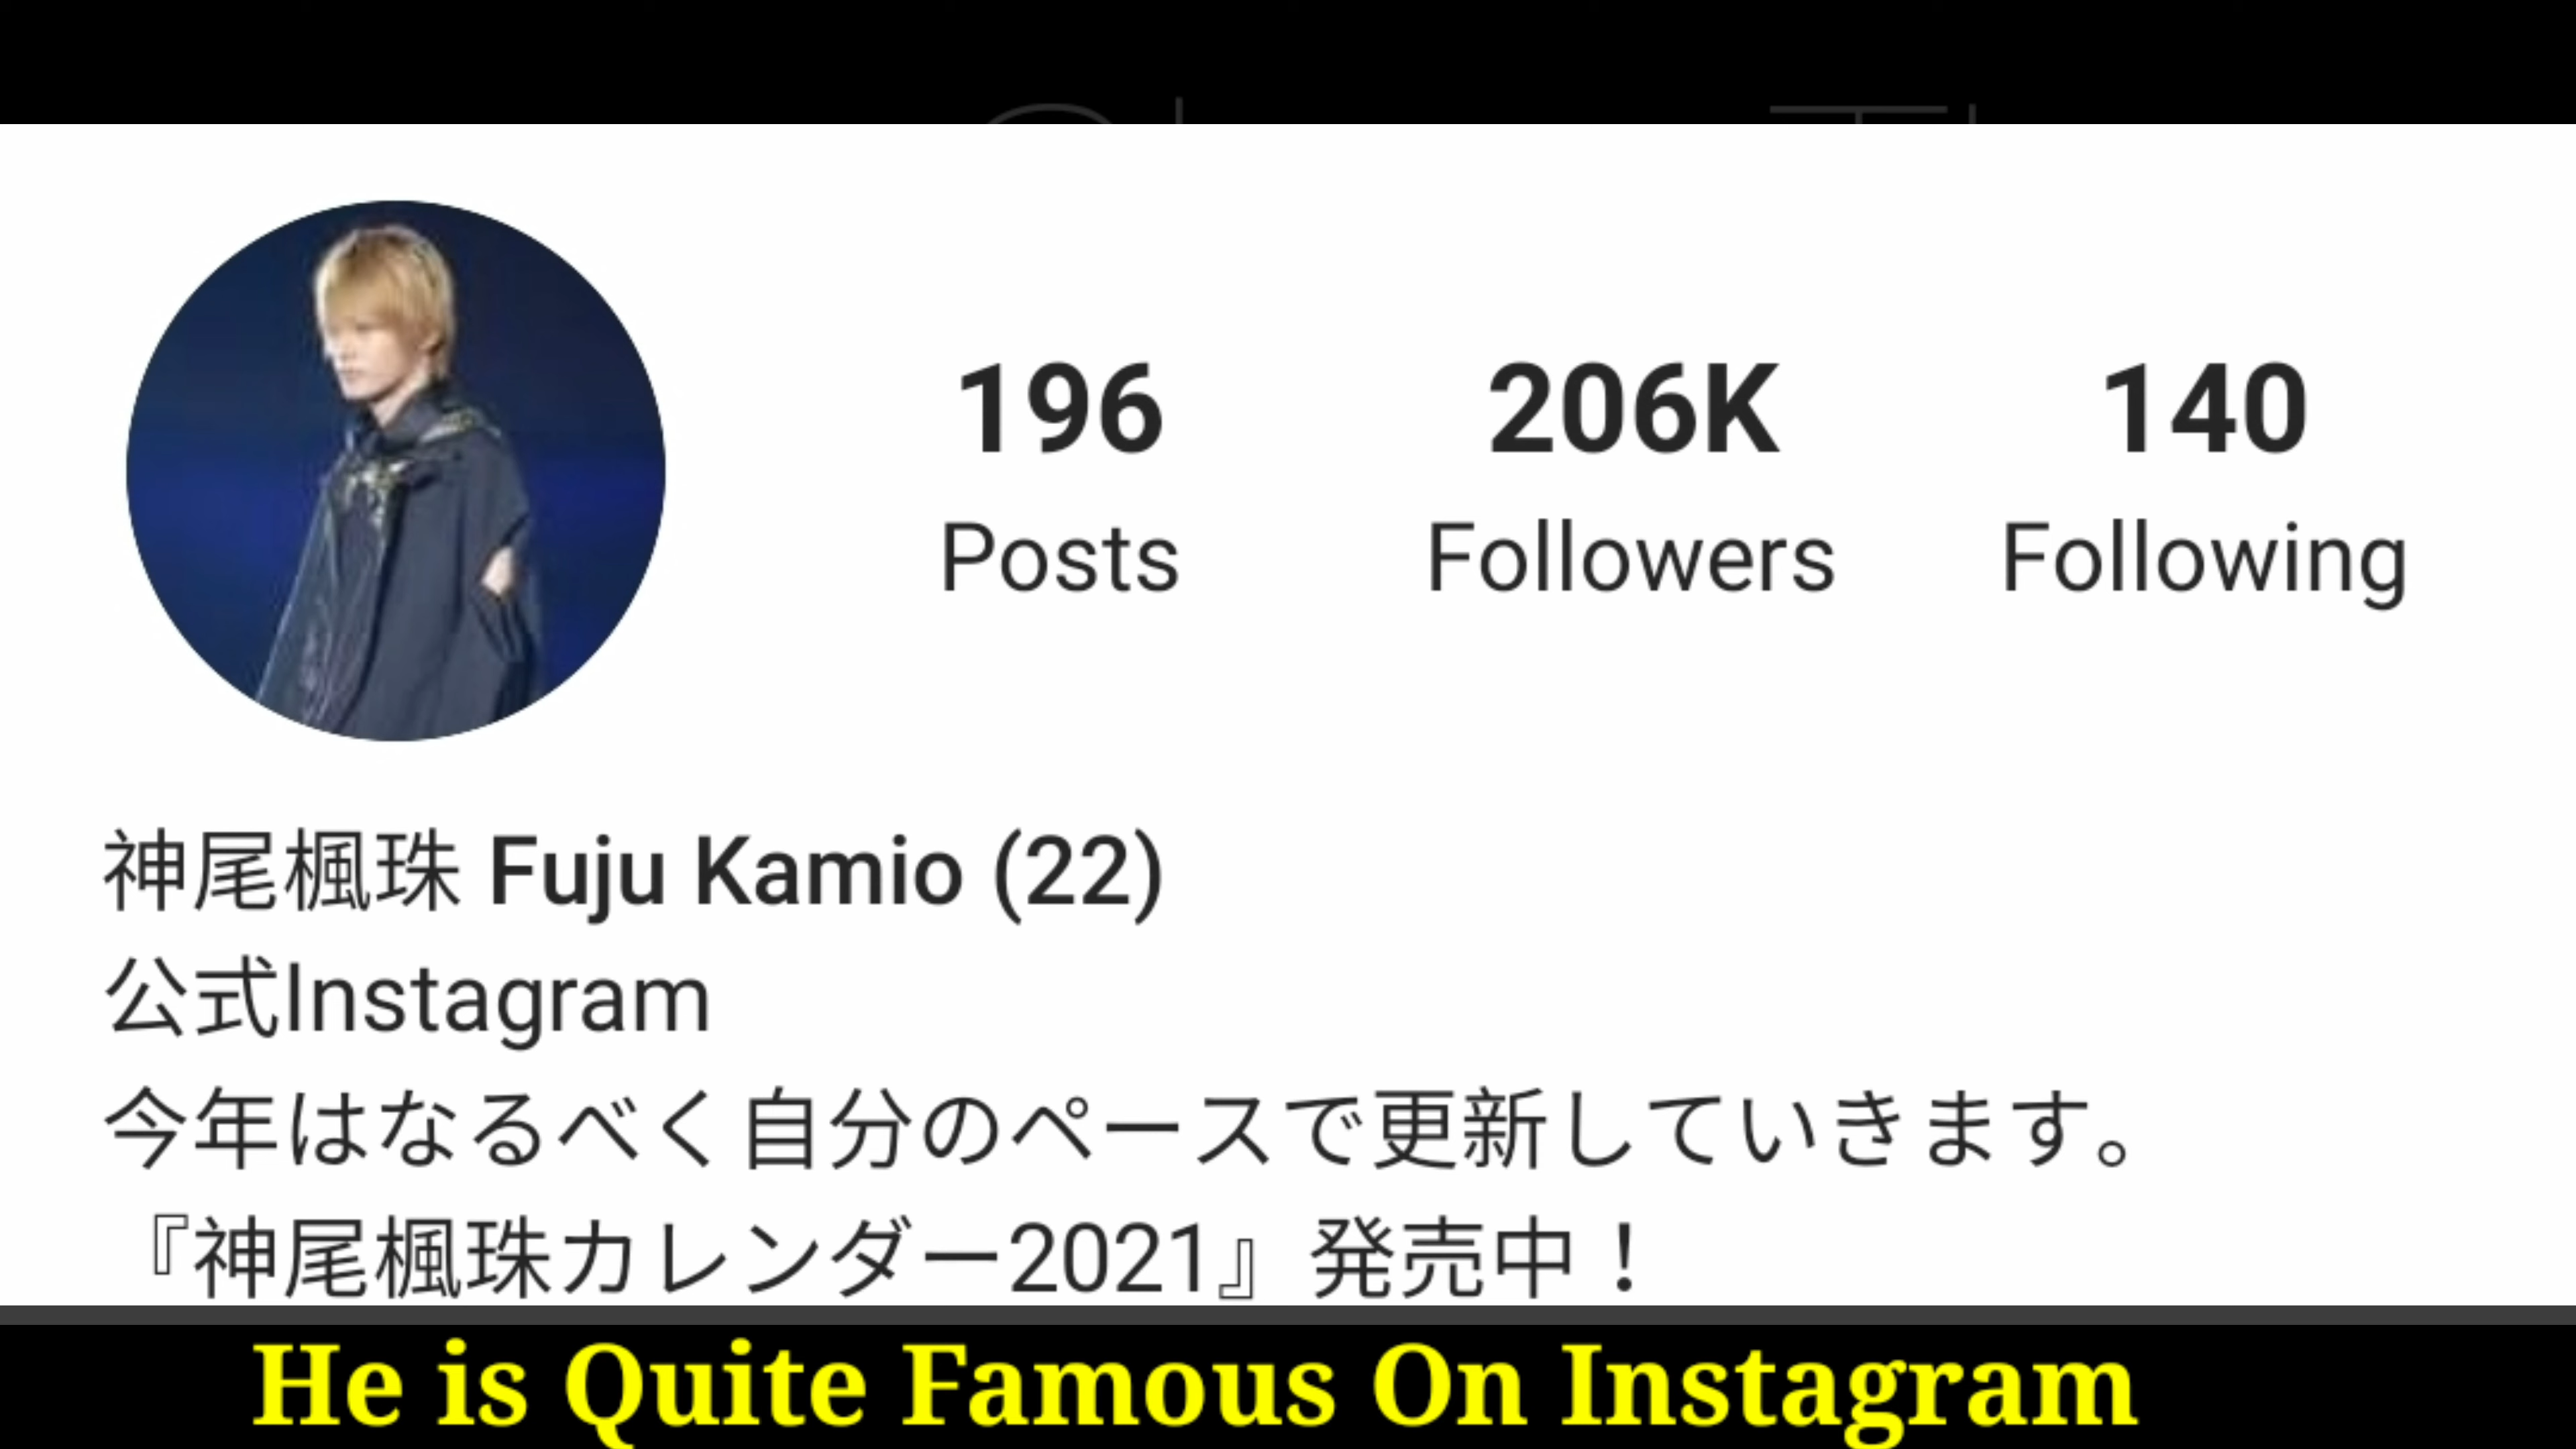 196 206K 140
Posts Followers Following
神尾楓珠 Fuju Kamio (22)
公式Instagram
今年はなるべく自分のペースで更新していきます。
『神尾楓珠カレンダー2021』発売中！
He is Quite Famous On Instagram